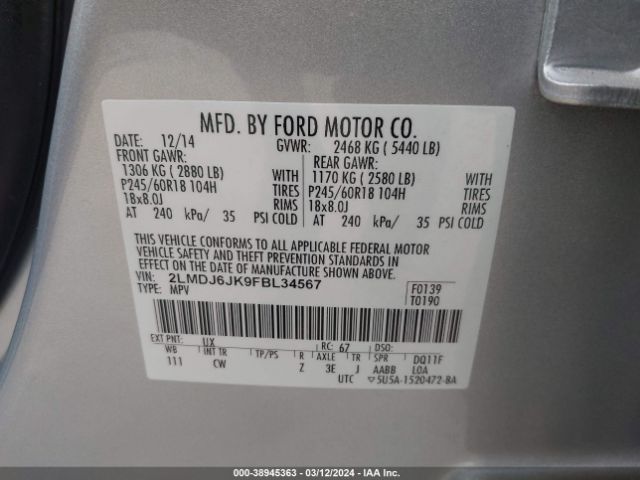 MFD. BY FORD MOTOR CO.
DATE: 12/14 GVWR: 2468 KG ( 5440 LB)
FRONT GAWR: REAR GAWR:
1306 KG ( 2880 LB) WITH 1170 KG ( 2580 LB) WITH
P245/60R18 104H TIRES P245/60R18 104H TIRES
18x8.0J RIMS 18x8.0J RIMS
AT 240 kPa/ 35 PSI COLD AT 240 kPa/ 35 PSI COLD
THIS VEHICLE CONFORMS TO ALL APPLICABLE FEDERAL MOTOR
VEHICLE SAFETY AND THEFT PREVENTION STANDARDS IN
EFFECT ON THE DATE OF MANUFACTURE SHOWN ABOVE.
VIN: 2LMDJ6JK9FBL34567 F0139
TYPE: MPV T0190
EXT PNT: UX RC: 67 DSO:
WB INT TR TP/PS R AXLE TR SPR DQ11F
111 CW Z 3E J AABB LOA
UTC ▽5U5A-1520472-BA
000-38945363 - 03/12/2024 - IAA Inc.